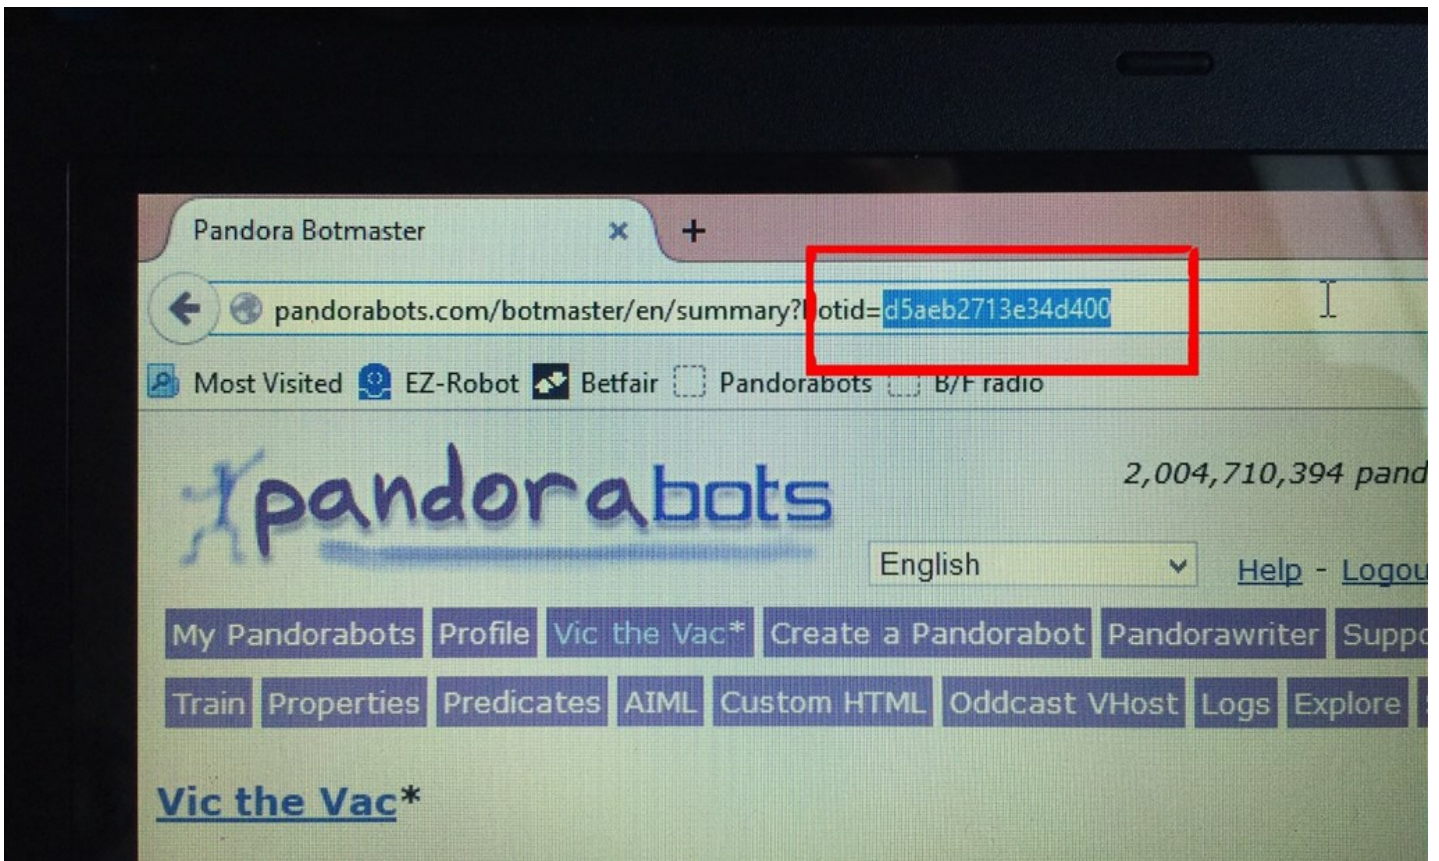 Pandora Botmaster
pandorabots.com/botmaster/en/summary?botid=d5aeb2713e34d400
Most Visited EZ-Robot Betfair Pandorabots B/F radio
pandorabots
2,004,710,394 pand
English Help - Logou
My Pandorabots Profile Vic the Vac* Create a Pandorabot Pandorawriter Suppo
Train Properties Predicates AIML Custom HTML Oddcast VHost Logs Explore
Vic the Vac*